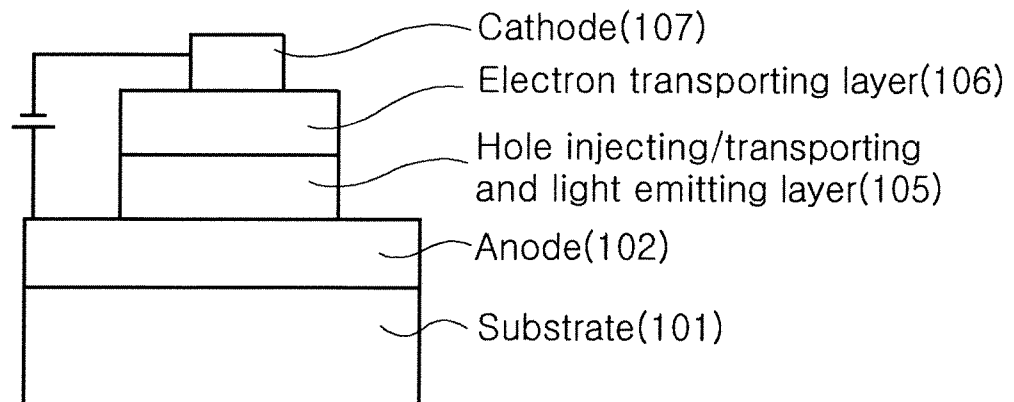 Cathode(107)
Electron transporting layer(106)
Hole injecting/transporting
and light emitting layer(105)
Anode(102)
Substrate(101)